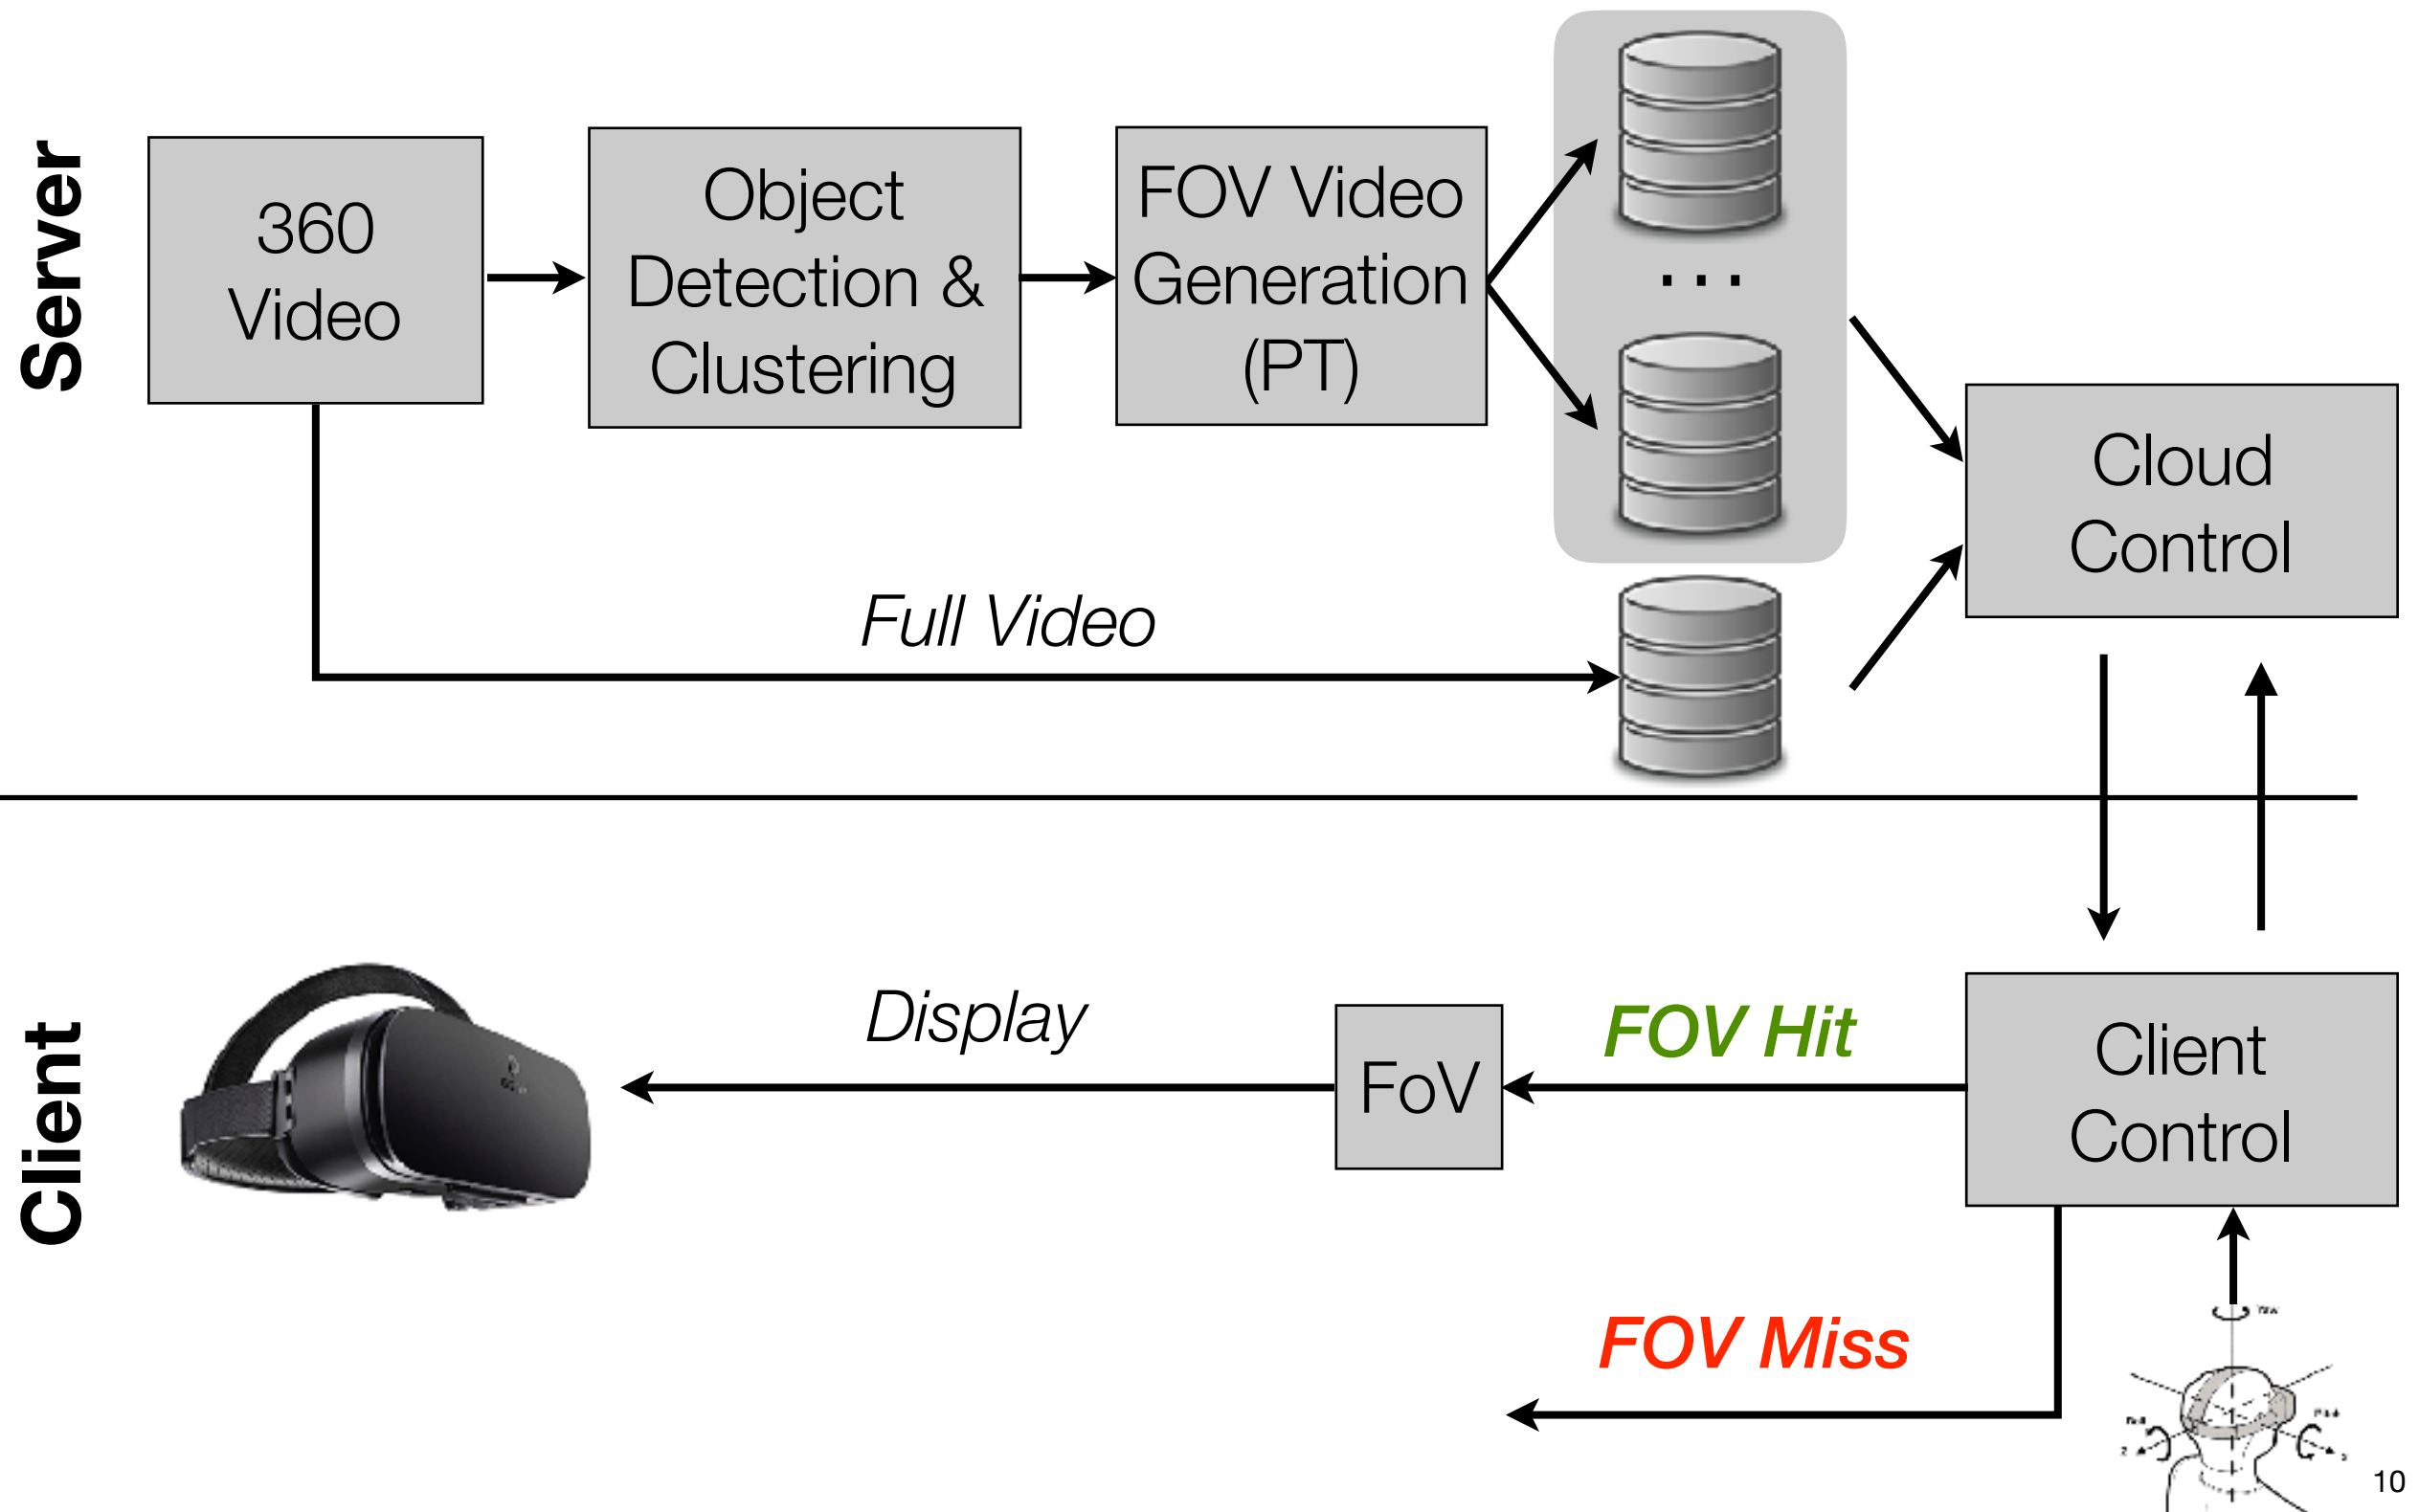 Server
360
Video
Object
Detection &
Clustering
FOV Video
Generation
(PT)
...
Cloud
Control
Full Video
Client
Display
FoV
FOV Hit
Client
Control
FOV Miss
Yaw
10